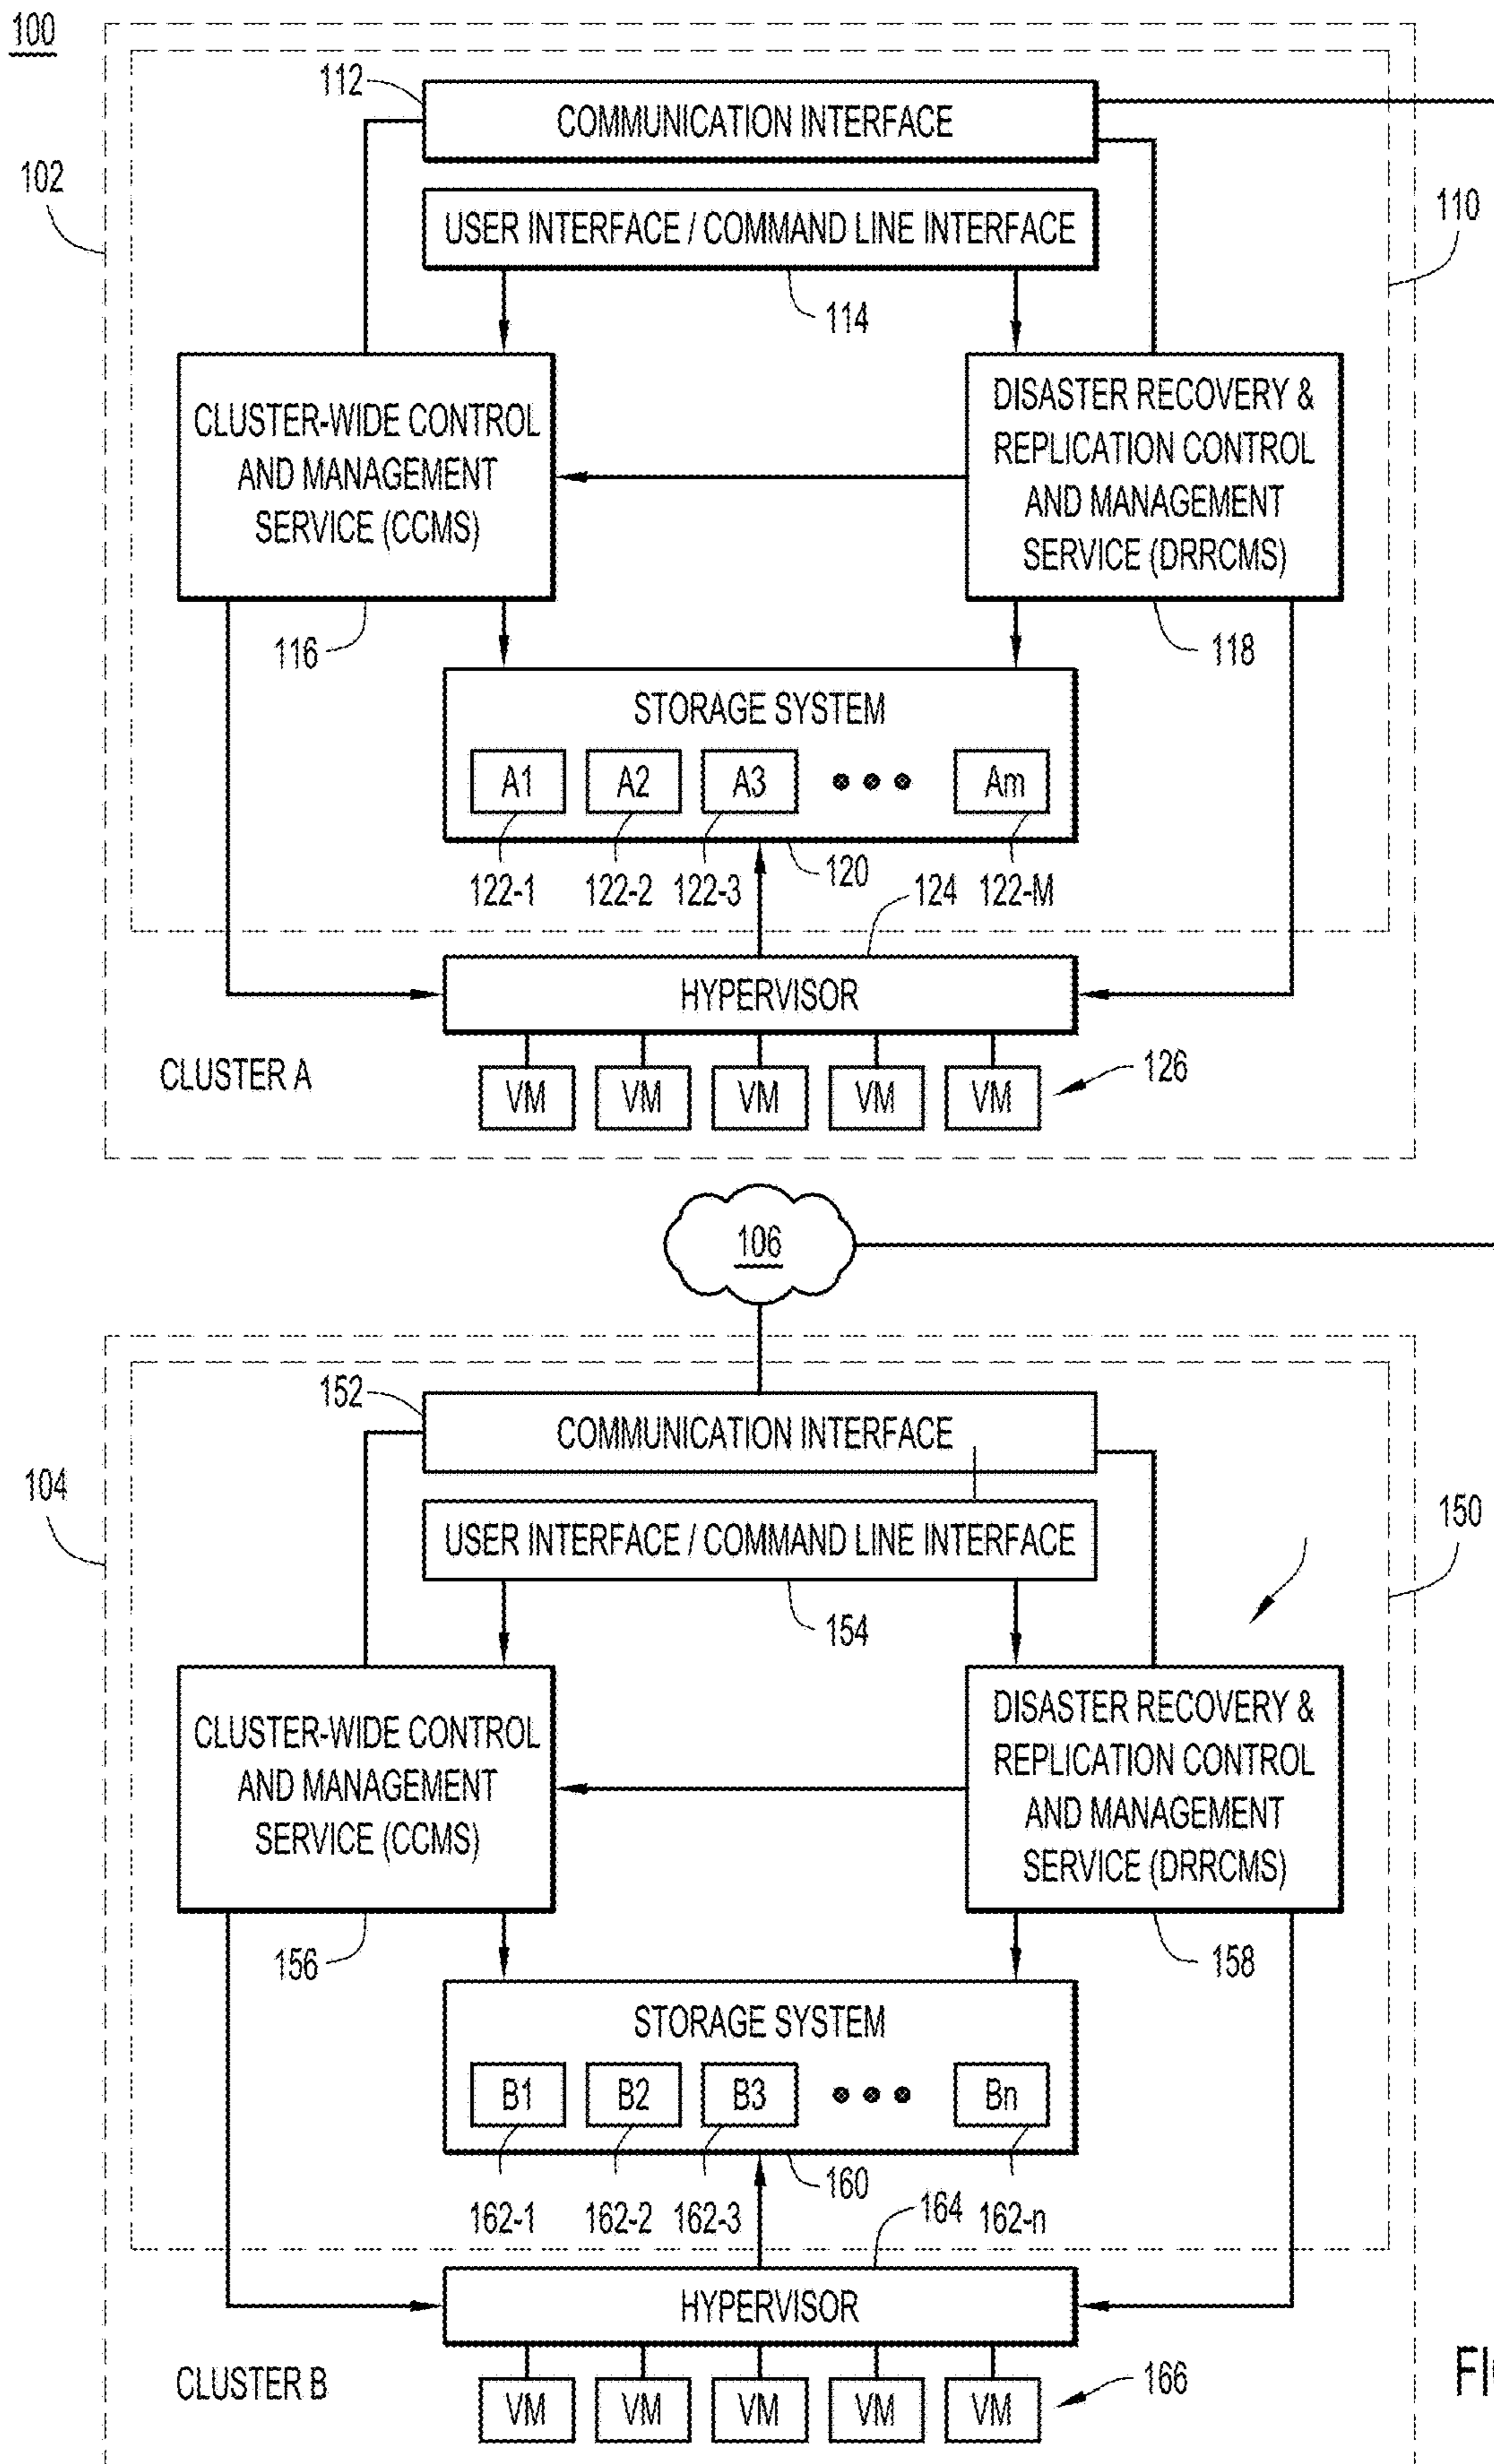 100
112
COMMUNICATION INTERFACE
102
110
USER INTERFACE / COMMAND LINE INTERFACE
114
CLUSTER-WIDE CONTROL
AND MANAGEMENT
SERVICE (CCMS)
DISASTER RECOVERY &
REPLICATION CONTROL
AND MANAGEMENT
SERVICE (DRRCMS)
116
118
STORAGE SYSTEM
A1 A2 A3 ••• Am
122-1 122-2 122-3 120 122-M
124
HYPERVISOR
CLUSTER A
VM VM VM VM VM
126
106
152
COMMUNICATION INTERFACE
104
150
USER INTERFACE / COMMAND LINE INTERFACE
154
CLUSTER-WIDE CONTROL
AND MANAGEMENT
SERVICE (CCMS)
DISASTER RECOVERY &
REPLICATION CONTROL
AND MANAGEMENT
SERVICE (DRRCMS)
156
158
STORAGE SYSTEM
B1 B2 B3 ••• Bn
162-1 162-2 162-3 160 162-n
164
HYPERVISOR
CLUSTER B
VM VM VM VM VM
166